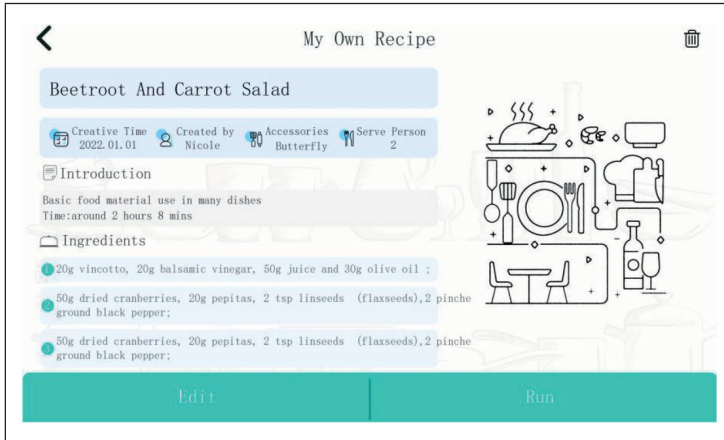 My Own Recipe
Beetroot And Carrot Salad
Creative Time
2022.01.01
Created by
Nicole
Accessories
Butterfly
Serve Person
2
Introduction
Basic food material use in many dishes
Time:around 2 hours 8 mins
Ingredients
1 20g vincotto, 20g balsamic vinegar, 50g juice and 30g olive oil ;
2 50g dried cranberries, 20g pepitas, 2 tsp linseeds (flaxseeds),2 pinche
ground black pepper;
3 50g dried cranberries, 20g pepitas, 2 tsp linseeds (flaxseeds),2 pinche
ground black pepper;
Edit
Run